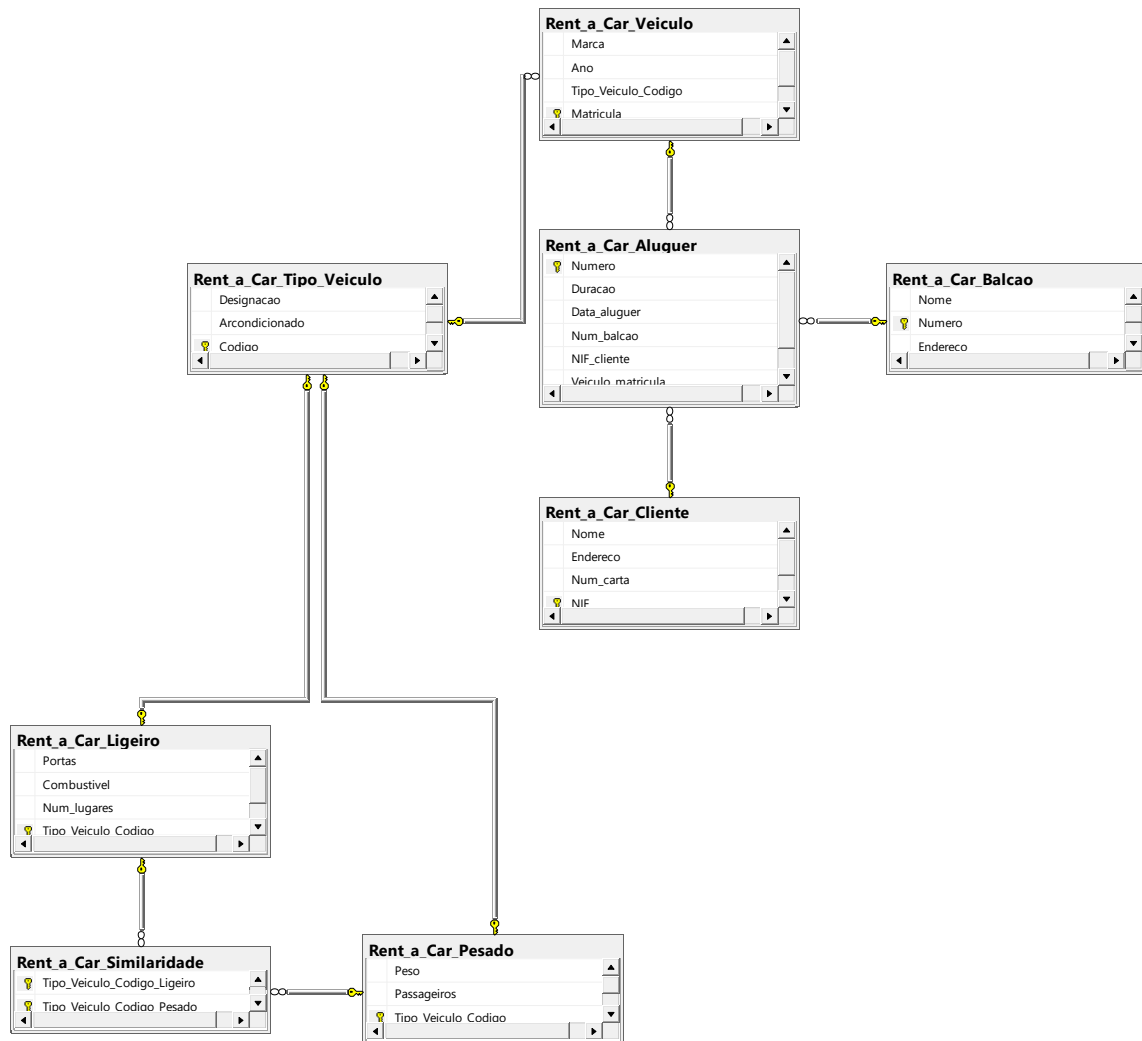 Rent_a_Car_Veiculo
Marca
Ano
Tipo_Veiculo_Codigo
Matricula
Rent_a_Car_Aluguer
Numero
Duracao
Data_aluguer
Num_balcao
NIF_cliente
Veiculo_matricula
Rent_a_Car_Tipo_Veiculo
Designacao
Arcondicionado
Codigo
Rent_a_Car_Balcao
Nome
Numero
Endereco
Rent_a_Car_Cliente
Nome
Endereco
Num_carta
NIF
Rent_a_Car_Ligeiro
Portas
Combustivel
Num_lugares
Tipo_Veiculo_Codigo
Rent_a_Car_Similaridade
Tipo_Veiculo_Codigo_Ligeiro
Tipo_Veiculo_Codigo_Pesado
Rent_a_Car_Pesado
Peso
Passageiros
Tipo_Veiculo_Codigo